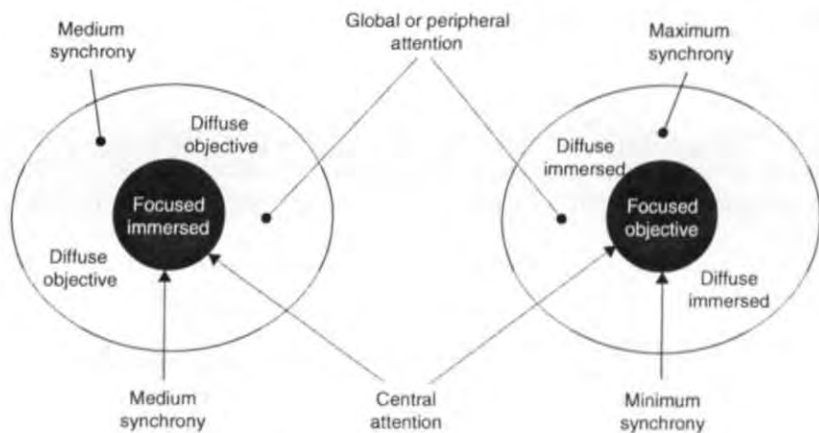 Medium
synchrony
Global or peripheral
attention
Maximum
synchrony
Diffuse
objective
Diffuse
immersed
Focused
immersed
Focused
objective
Diffuse
objective
Diffuse
immersed
Medium
synchrony
Central
attention
Minimum
synchrony